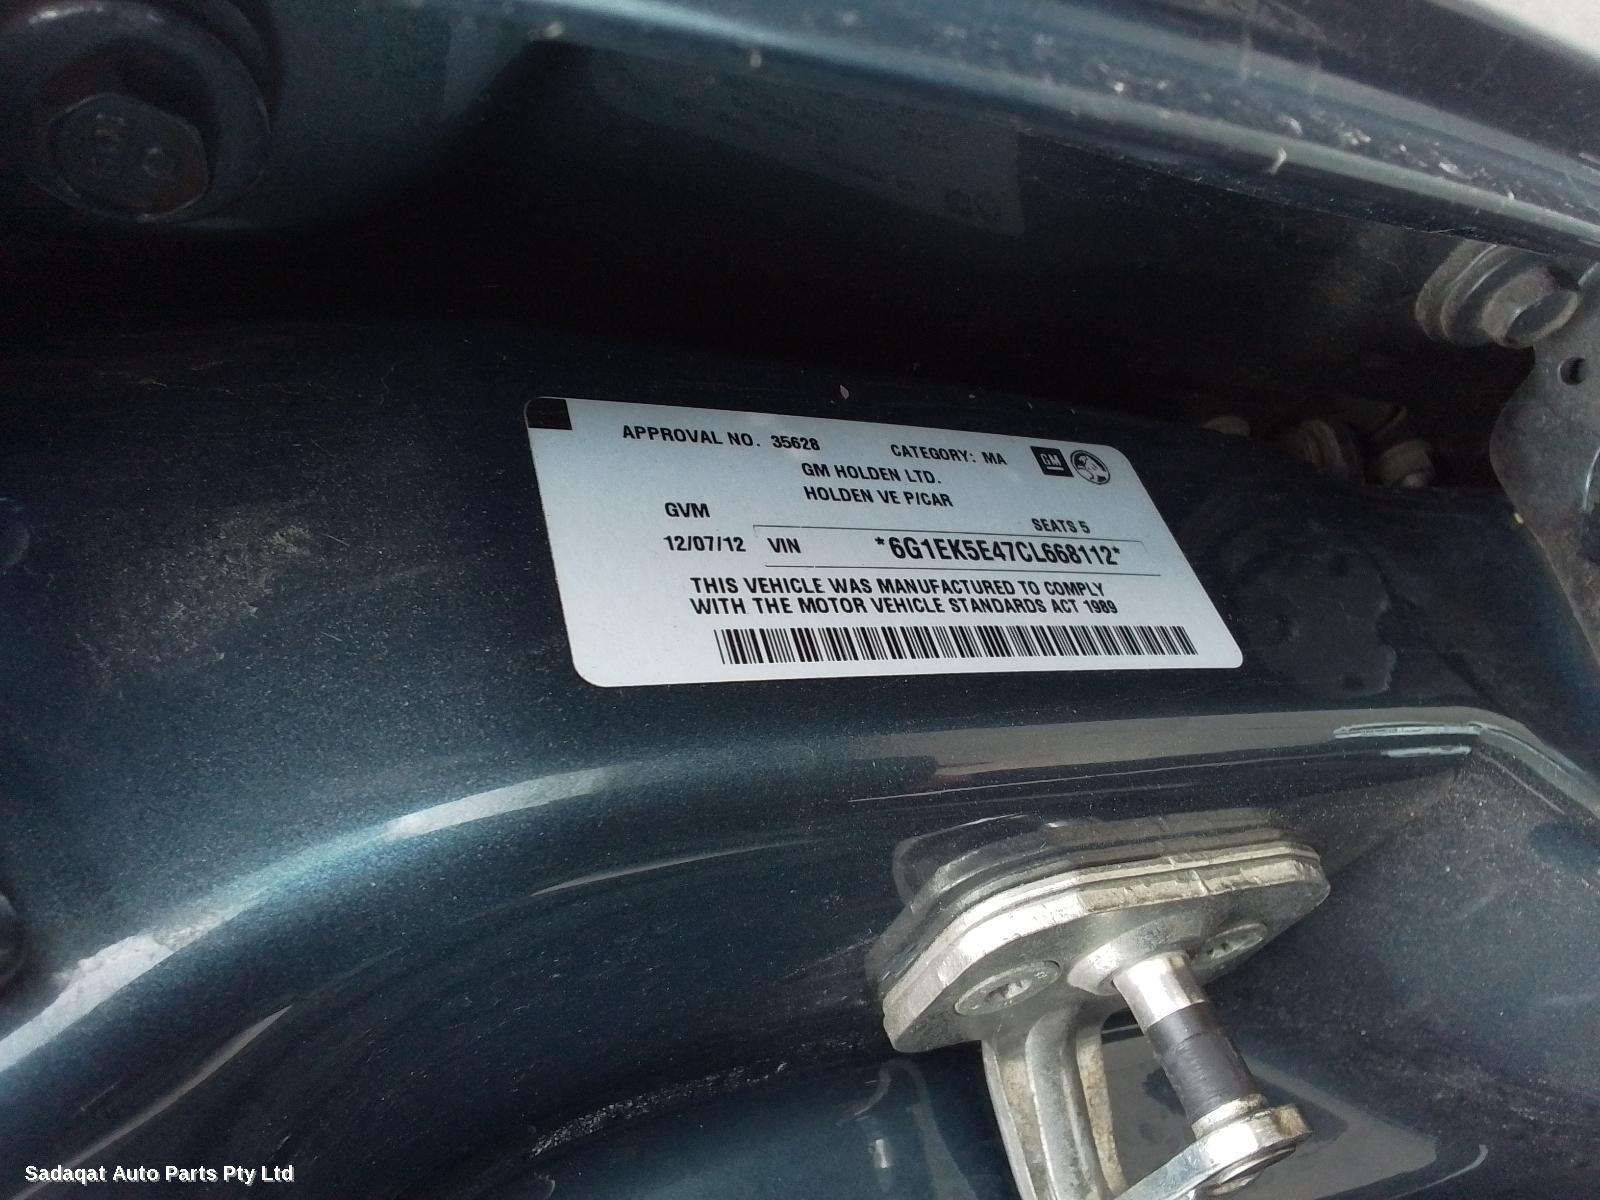 APPROVAL NO. 35628 CATEGORY: MA GM
GM HOLDEN LTD.
HOLDEN VE P/CAR
GVM SEATS 5
12/07/12 VIN *6G1EK5E47CL668112*
THIS VEHICLE WAS MANUFACTURED TO COMPLY
WITH THE MOTOR VEHICLE STANDARDS ACT 1989
Sadaqat Auto Parts Pty Ltd